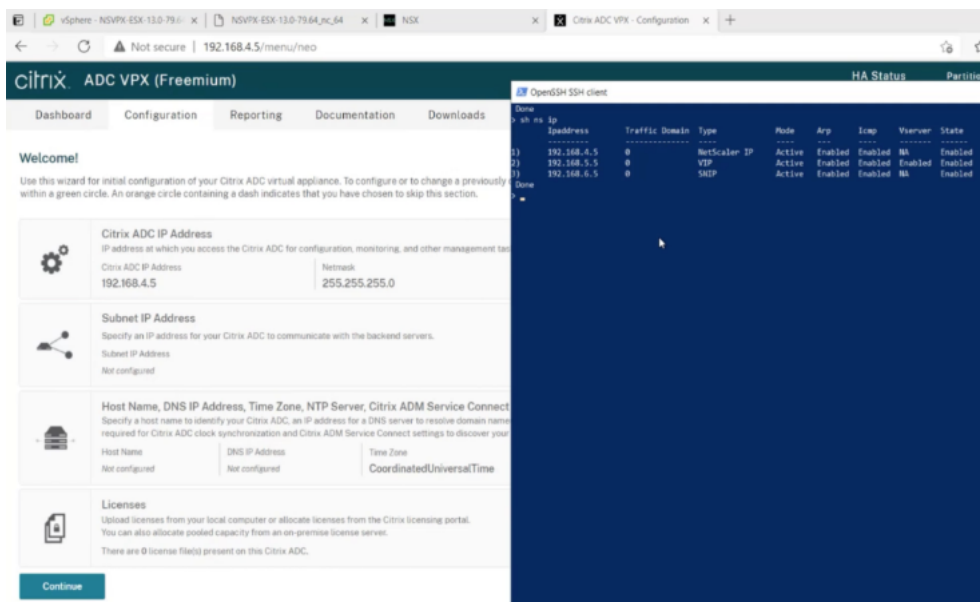 vSphere - NSVPX-ESX-13.0-79.6
NSVPX-ESX-13.0-79.64_nc_64
NSX
Citrix ADC VPX - Configuration
Not secure | 192.168.4.5/menu/neo
citrix. ADC VPX (Freemium)
HA Status
Partitio
Dashboard Configuration Reporting Documentation Downloads
Welcome!
Use this wizard for initial configuration of your Citrix ADC virtual appliance. To configure or to change a previously
within a green circle. An orange circle containing a dash indicates that you have chosen to skip this section.
Citrix ADC IP Address
IP address at which you access the Citrix ADC for configuration, monitoring, and other management tas
Citrix ADC IP Address Netmask
192.168.4.5 255.255.255.0
Subnet IP Address
Specify an IP address for your Citrix ADC to communicate with the backend servers.
Subnet IP Address
Not configured
Host Name, DNS IP Address, Time Zone, NTP Server, Citrix ADM Service Connect
Specify a host name to identify your Citrix ADC, an IP address for a DNS server to resolve domain name
required for Citrix ADC clock synchronization and Citrix ADM Service Connect settings to discover your
Host Name DNS IP Address Time Zone
Not configured Not configured CoordinatedUniversalTime
Licenses
Upload licenses from your local computer or allocate licenses from the Citrix licensing portal.
You can also allocate pooled capacity from an on-premise license server.
There are 0 license file(s) present on this Citrix ADC.
Continue
OpenSSH SSH client
Done
> sh ns ip
Ipaddress Traffic Domain Type Mode Arp Icmp Vserver State
--------- -------------- ---- ---- --- ---- ------- ------
1) 192.168.4.5 0 NetScaler IP Active Enabled Enabled NA Enabled
2) 192.168.5.5 0 VIP Active Enabled Enabled Enabled Enabled
3) 192.168.6.5 0 SNIP Active Enabled Enabled NA Enabled
Done
>